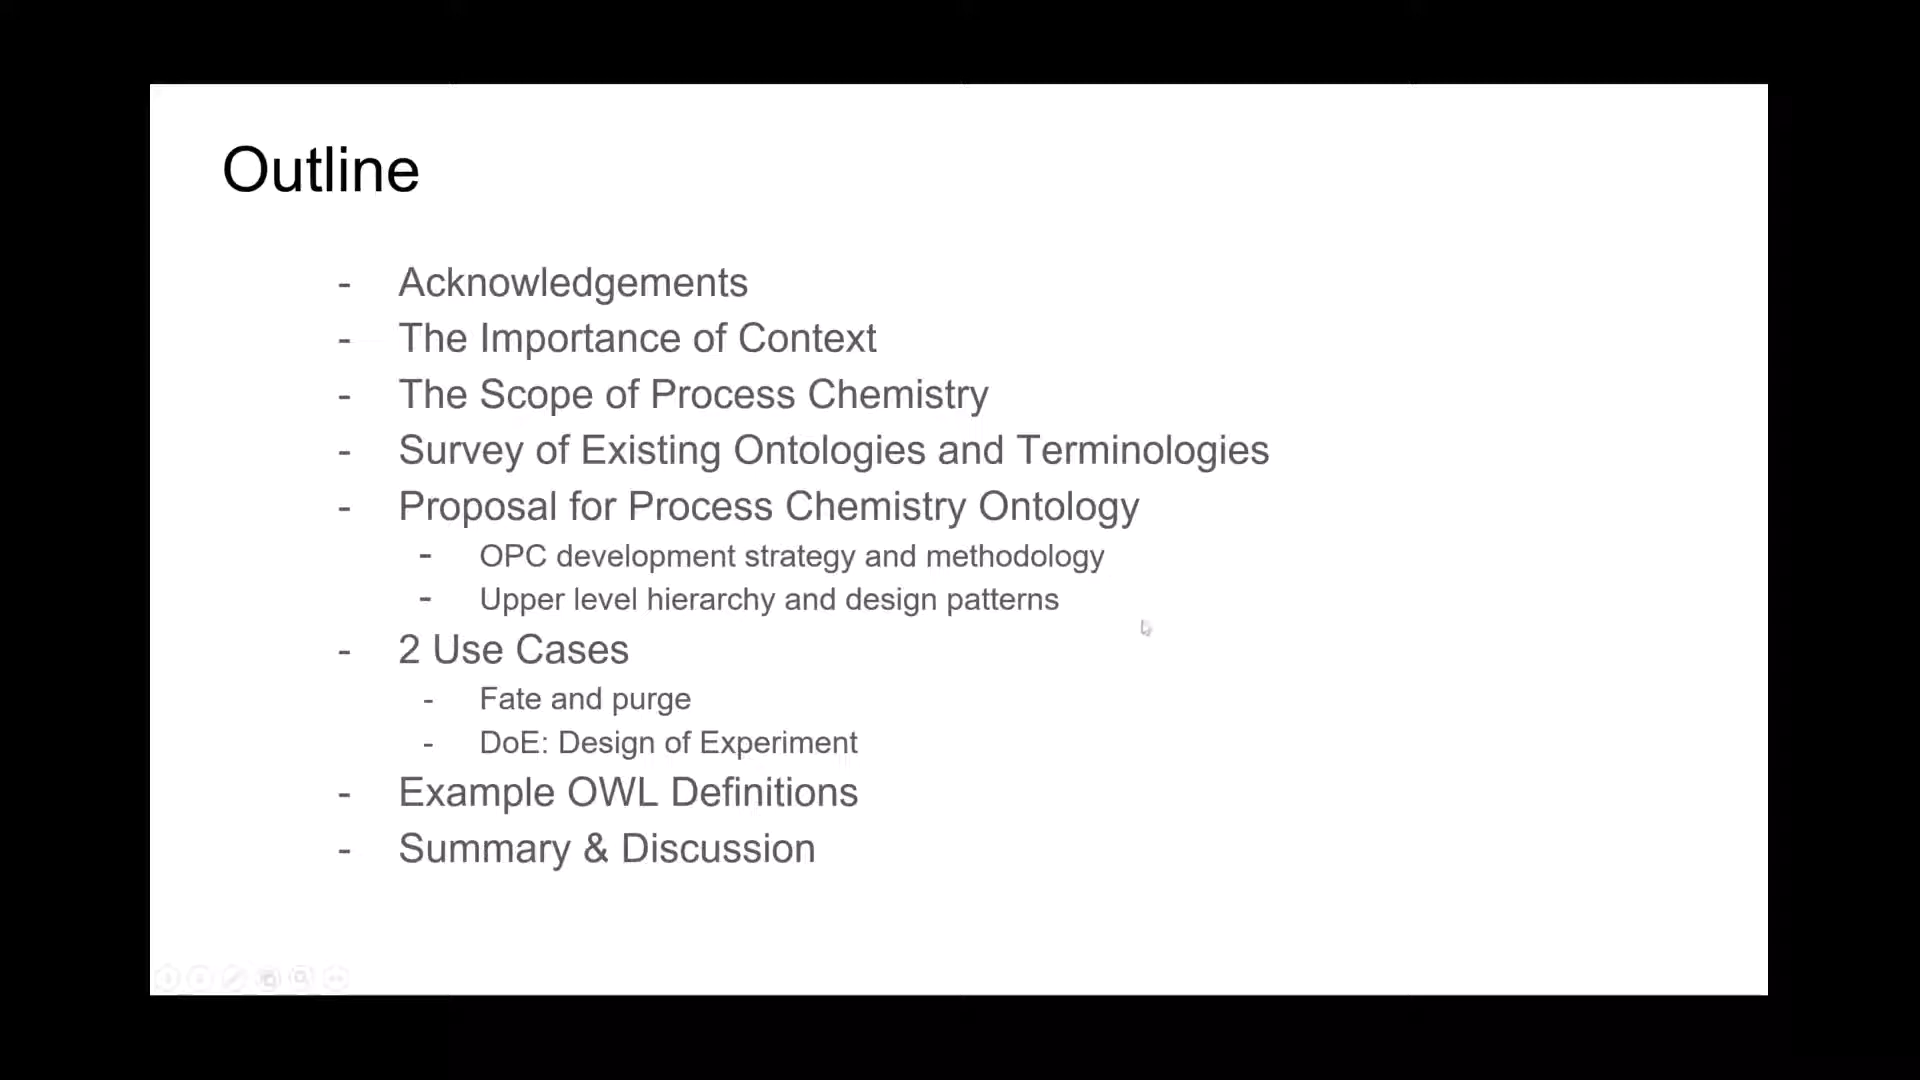 Outline
- Acknowledgements
- The Importance of Context
- The Scope of Process Chemistry
- Survey of Existing Ontologies and Terminologies
- Proposal for Process Chemistry Ontology
- OPC development strategy and methodology
- Upper level hierarchy and design patterns
- 2 Use Cases
- Fate and purge
- DoE: Design of Experiment
- Example OWL Definitions
- Summary & Discussion